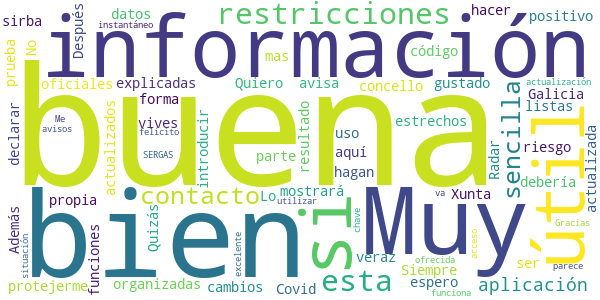 información
buena
bien
Muy
útil
si
restricciones
esta
contacto
sencilla
aplicación
sirba
datos
instantáneo
Después
hacer
positivo
No
mas
código
prueba
oficiales
explicadas
Quiero
avisa
concello
gustado
actualización
forma
Galicia
listas
declarar
Me
avisos
vives
felicito
actualizados
introducir
resultado
uso
estrechos
aquí
hagan
parte
SERGAS
Radar
riesgo
debería
actualizada
propia
Lo
mostrará
utilizar
Xunta
va
Además
funciones
Quizás
chave
Gracias
ser
veraz
Siempre
ofrecida
acceso
parece
situación
protejerme
organizadas
cambios
excelente
Covid
espero
funciona